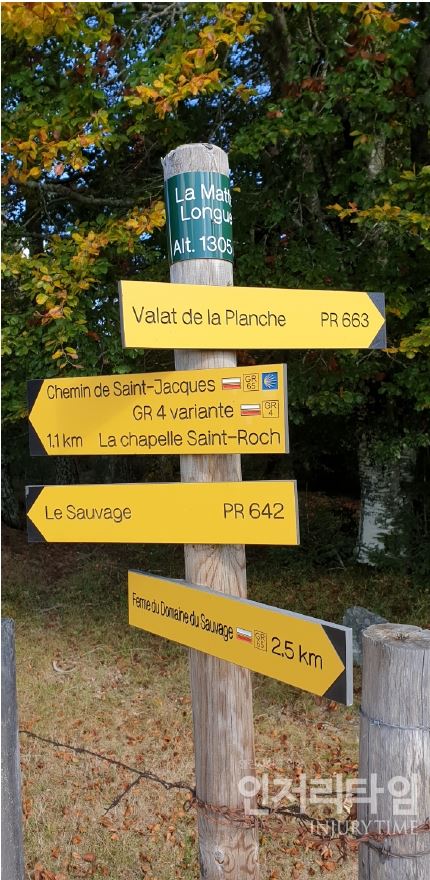 La Matte
Longue
Alt. 1305
Valat de la Planche PR 663
Chemin de Saint-Jacques GR 65
GR 4 variante GR 4
1,1 km La chapelle Saint-Roch
Le Sauvage PR 642
Ferme du Domaine du Sauvage GR 65 2,5 km
인저리타임
INJURYTIME